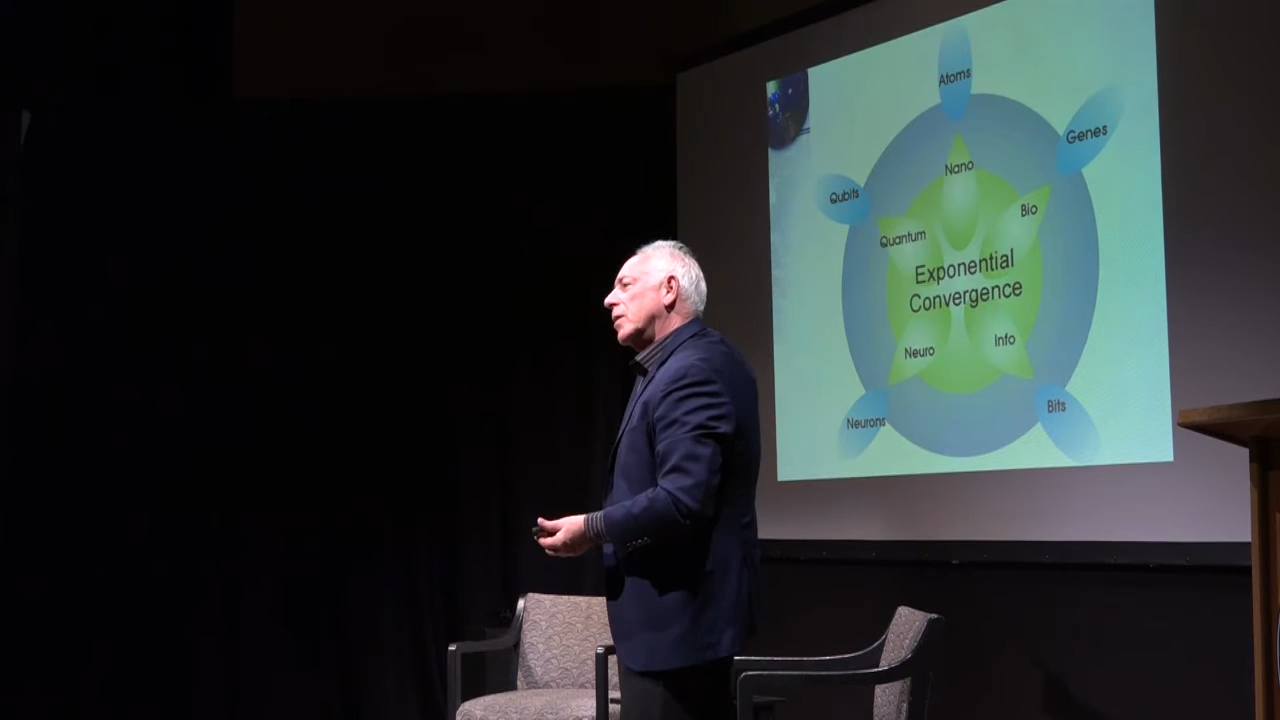 Atoms
Genes
Nano
Qubits
Bio
Quantum
Exponential
Convergence
Neuro
Info
Neurons
Bits